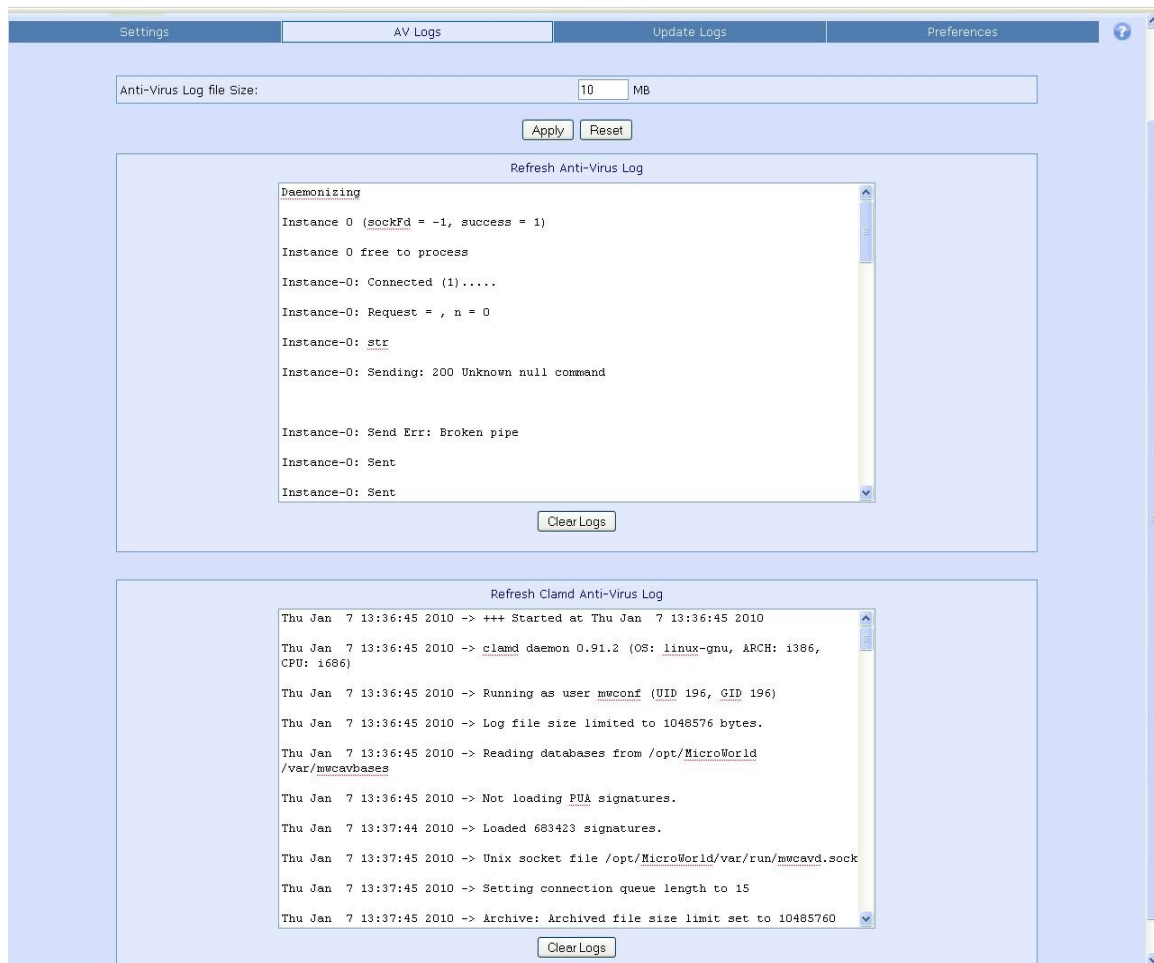 Settings AV Logs Update Logs Preferences ?
Anti-Virus Log file Size: 10 MB
Apply Reset
Refresh Anti-Virus Log
Daemonizing
Instance 0 (sockFd = -1, success = 1)
Instance 0 free to process
Instance-0: Connected (1).....
Instance-0: Request = , n = 0
Instance-0: str
Instance-0: Sending: 200 Unknown null command
Instance-0: Send Err: Broken pipe
Instance-0: Sent
Instance-0: Sent
Clear Logs
Refresh Clamd Anti-Virus Log
Thu Jan  7 13:36:45 2010 -> +++ Started at Thu Jan  7 13:36:45 2010
Thu Jan  7 13:36:45 2010 -> clamd daemon 0.91.2 (OS: linux-gnu, ARCH: i386,
CPU: i686)
Thu Jan  7 13:36:45 2010 -> Running as user mwconf (UID 196, GID 196)
Thu Jan  7 13:36:45 2010 -> Log file size limited to 1048576 bytes.
Thu Jan  7 13:36:45 2010 -> Reading databases from /opt/MicroWorld
/var/mwcavbases
Thu Jan  7 13:36:45 2010 -> Not loading PUA signatures.
Thu Jan  7 13:37:44 2010 -> Loaded 683423 signatures.
Thu Jan  7 13:37:45 2010 -> Unix socket file /opt/MicroWorld/var/run/mwcavd.sock
Thu Jan  7 13:37:45 2010 -> Setting connection queue length to 15
Thu Jan  7 13:37:45 2010 -> Archive: Archived file size limit set to 10485760
Clear Logs